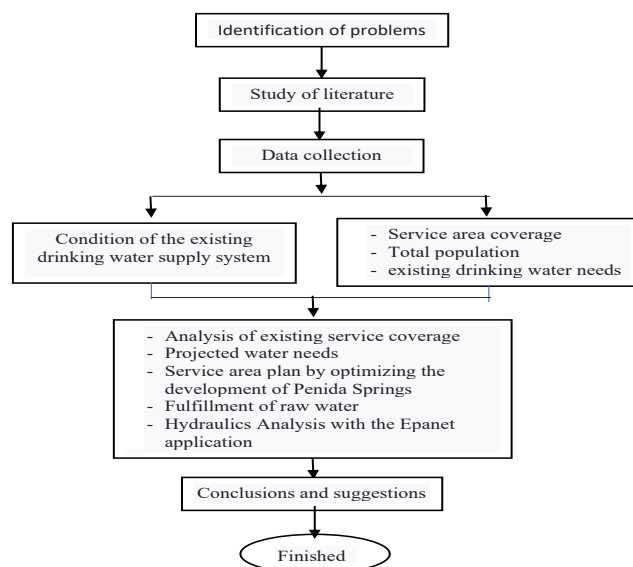 Identification of problems
Study of literature
Data collection
Condition of the existing
drinking water supply system
- Service area coverage
- Total population
- existing drinking water needs
- Analysis of existing service coverage
- Projected water needs
- Service area plan by optimizing the
development of Penida Springs
- Fulfillment of raw water
- Hydraulics Analysis with the Epanet
application
Conclusions and suggestions
Finished